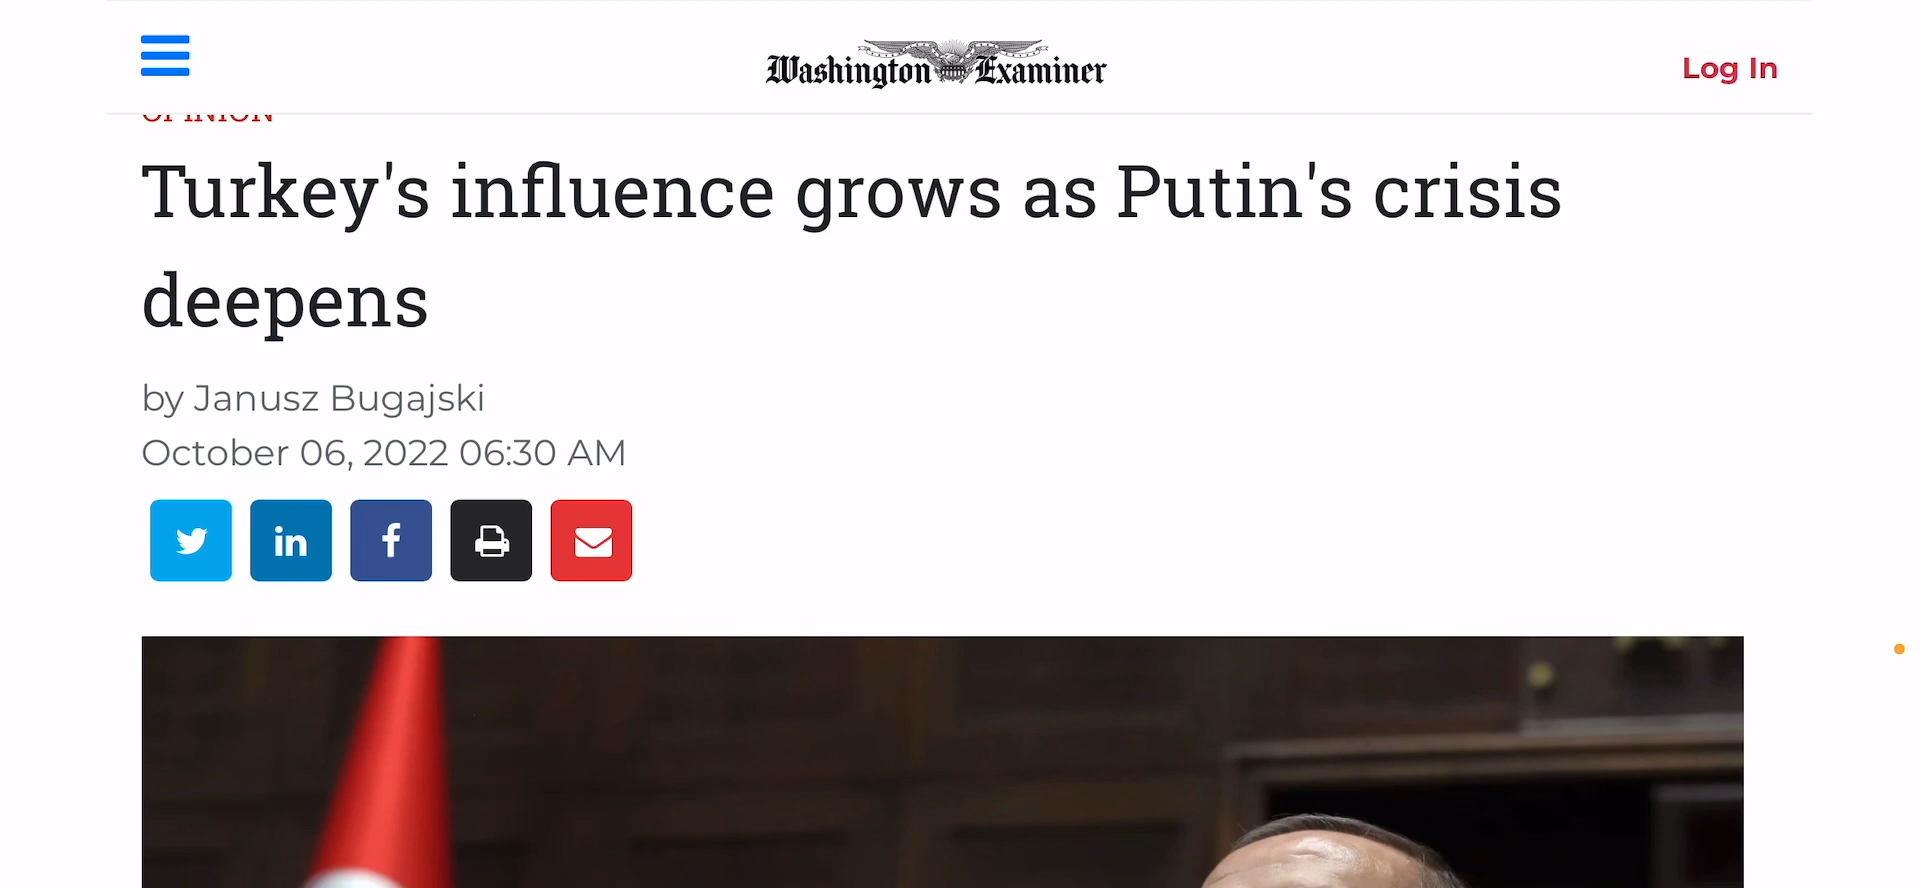 Washington Examiner
Log In
OPINION
Turkey's influence grows as Putin's crisis
deepens
by Janusz Bugajski
October 06, 2022 06:30 AM